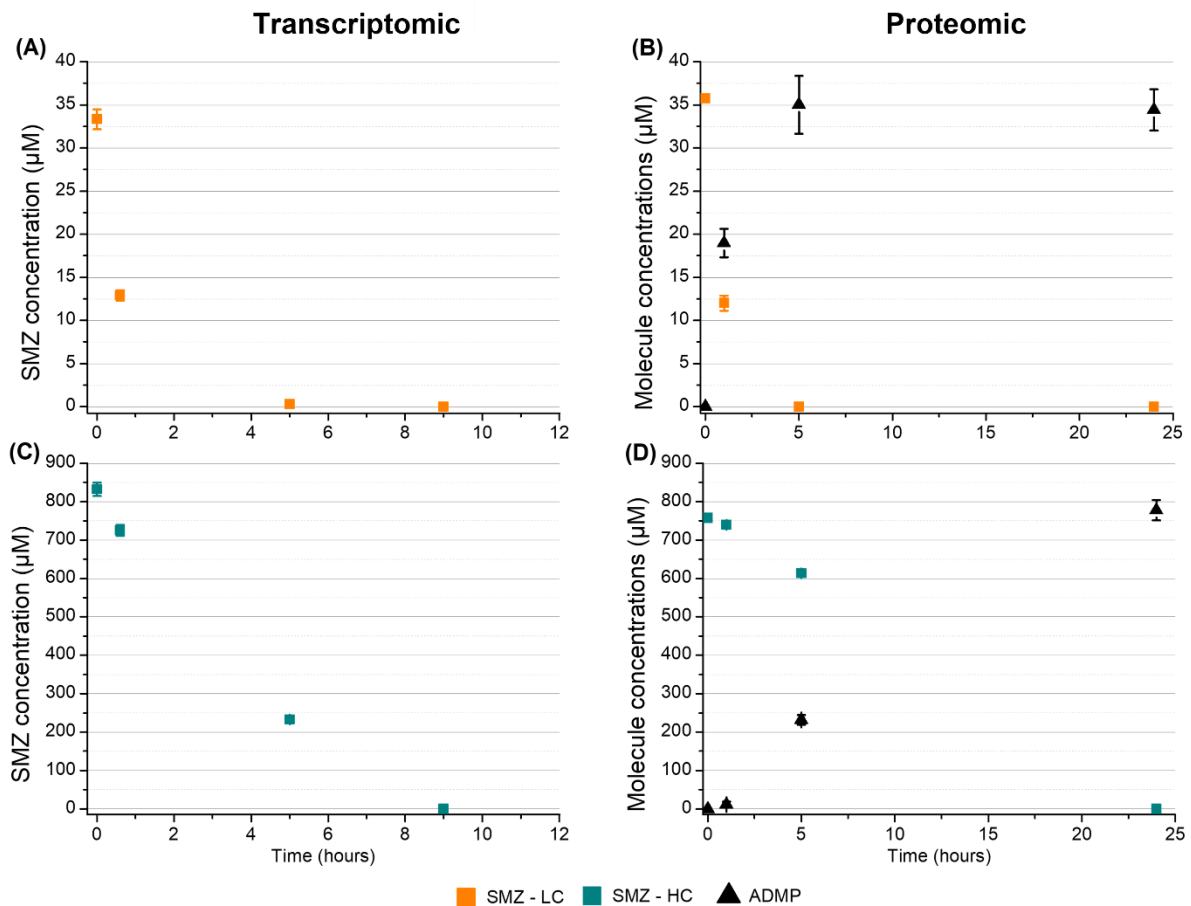 Transcriptomic
Proteomic
(A)
(B)
40
35
30
25
20
15
10
5
0
SMZ concentration (µM)
0 2 4 6 8 10 12
40
35
30
25
20
15
10
5
0
Molecule concentrations (µM)
0 5 10 15 20 25
(C)
(D)
900
800
700
600
500
400
300
200
100
0
SMZ concentration (µM)
0 2 4 6 8 10 12
Time (hours)
900
800
700
600
500
400
300
200
100
0
Molecule concentrations (µM)
0 5 10 15 20 25
Time (hours)
SMZ - LC SMZ - HC ADMP